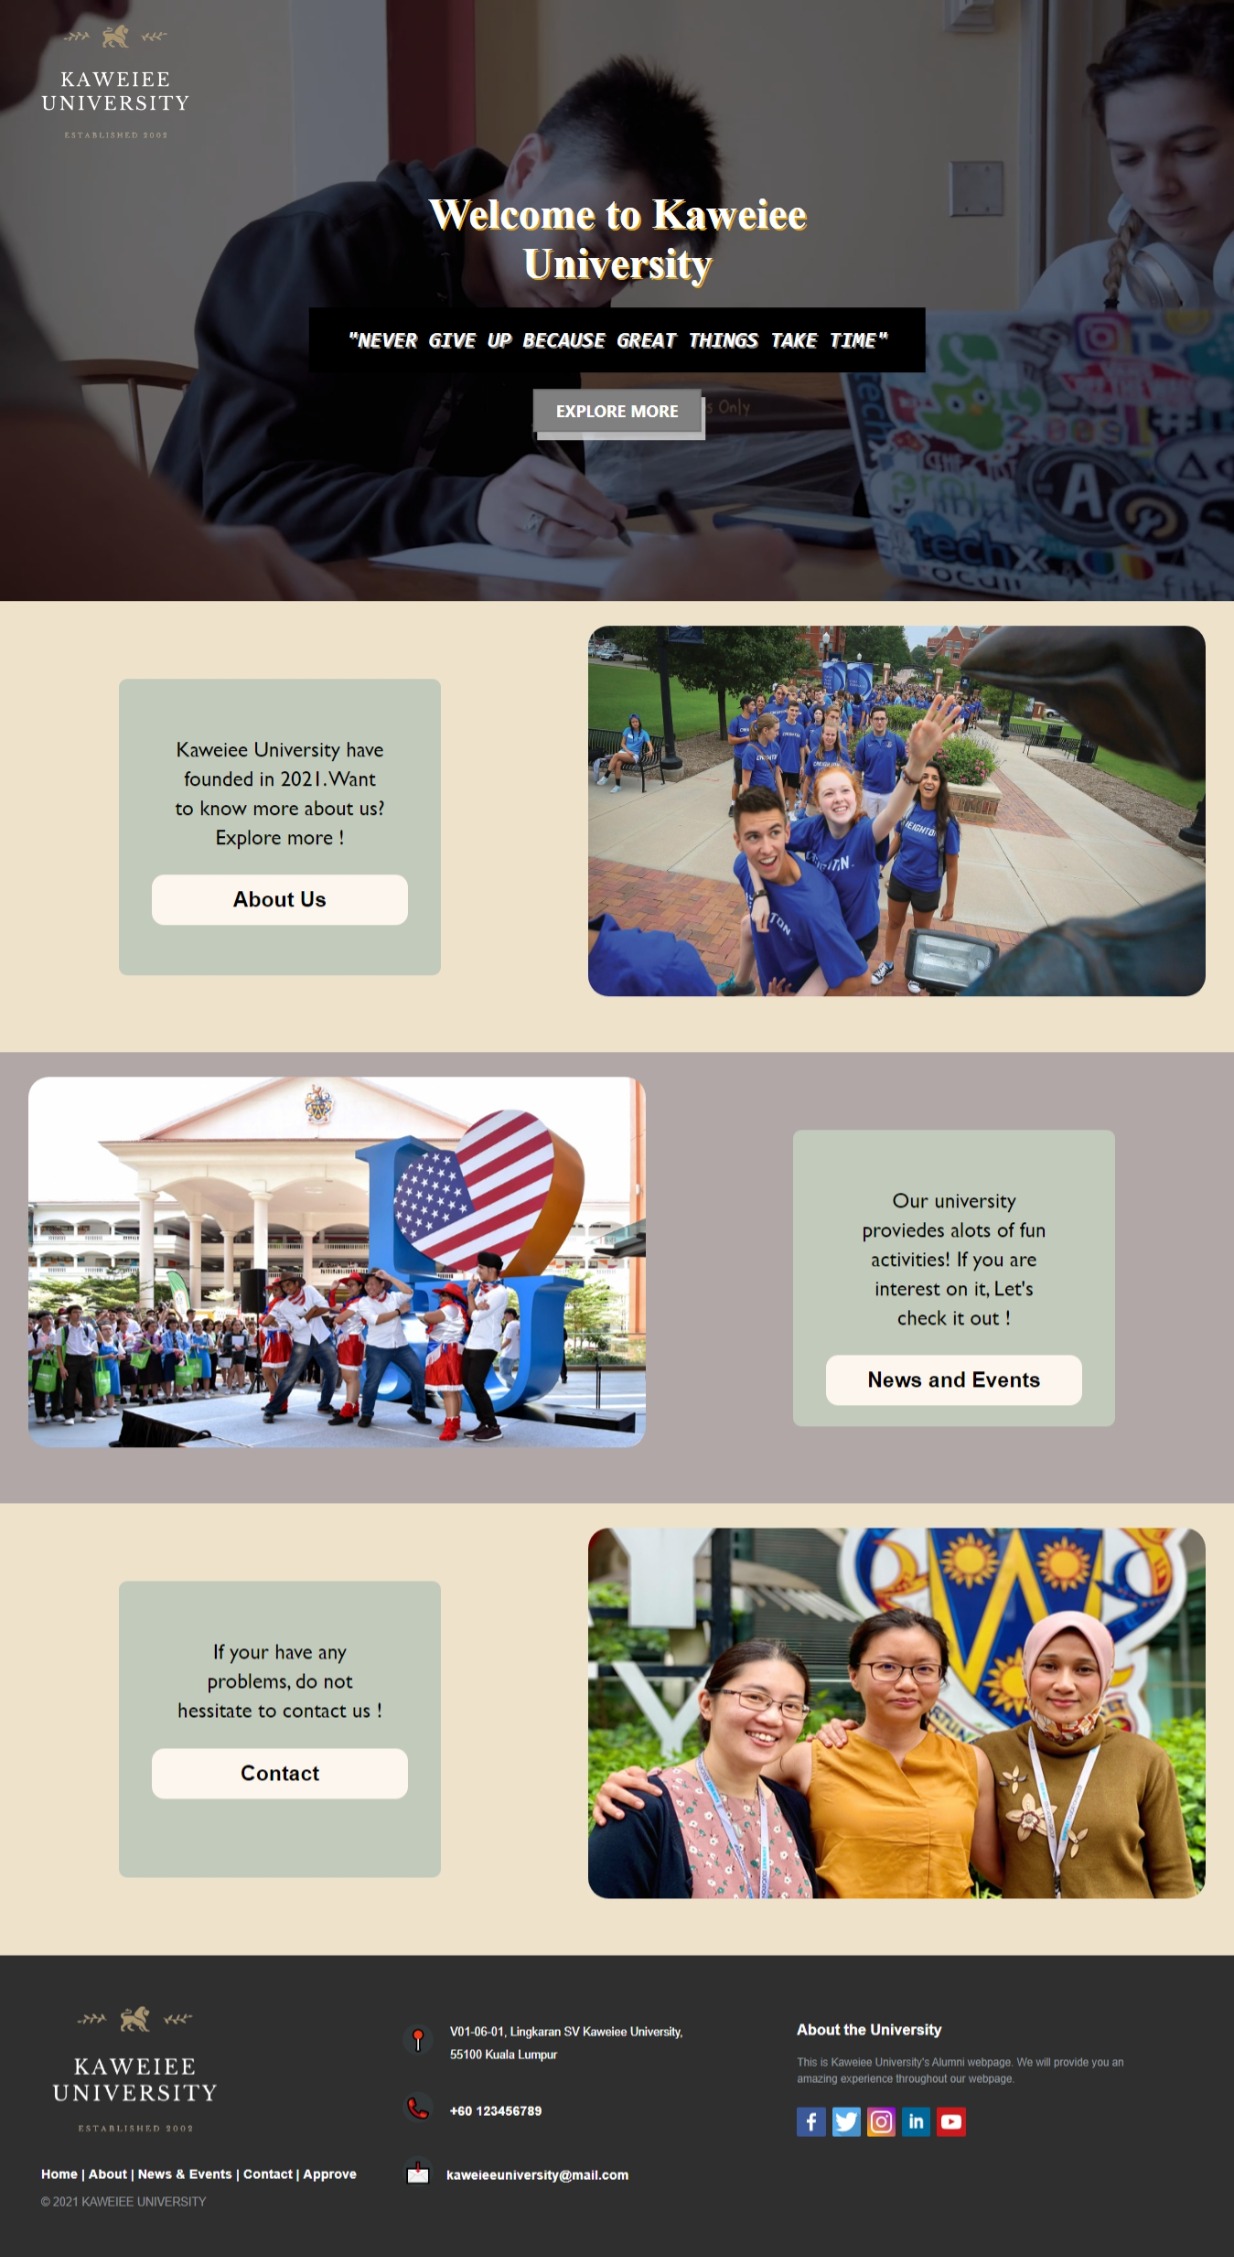 KAWEIEE
UNIVERSITY
ESTABLISHED 2002
Welcome to Kaweiee
University
"NEVER GIVE UP BECAUSE GREAT THINGS TAKE TIME"
EXPLORE MORE
s Only
techx
Kaweiee University have
founded in 2021. Want
to know more about us?
Explore more !
About Us
Our university
proviedes alots of fun
activities! If you are
interest on it, Let's
check it out !
News and Events
If your have any
problems, do not
hessitate to contact us !
Contact
KAWEIEE
UNIVERSITY
ESTABLISHED 2002
Home | About | News & Events | Contact | Approve
© 2021 KAWEIEE UNIVERSITY
V01-06-01, Lingkaran SV Kaweiee University,
55100 Kuala Lumpur
+60 123456789
kaweieeuniversity@mail.com
About the University
This is Kaweiee University's Alumni webpage. We will provide you an
amazing experience throughout our webpage.